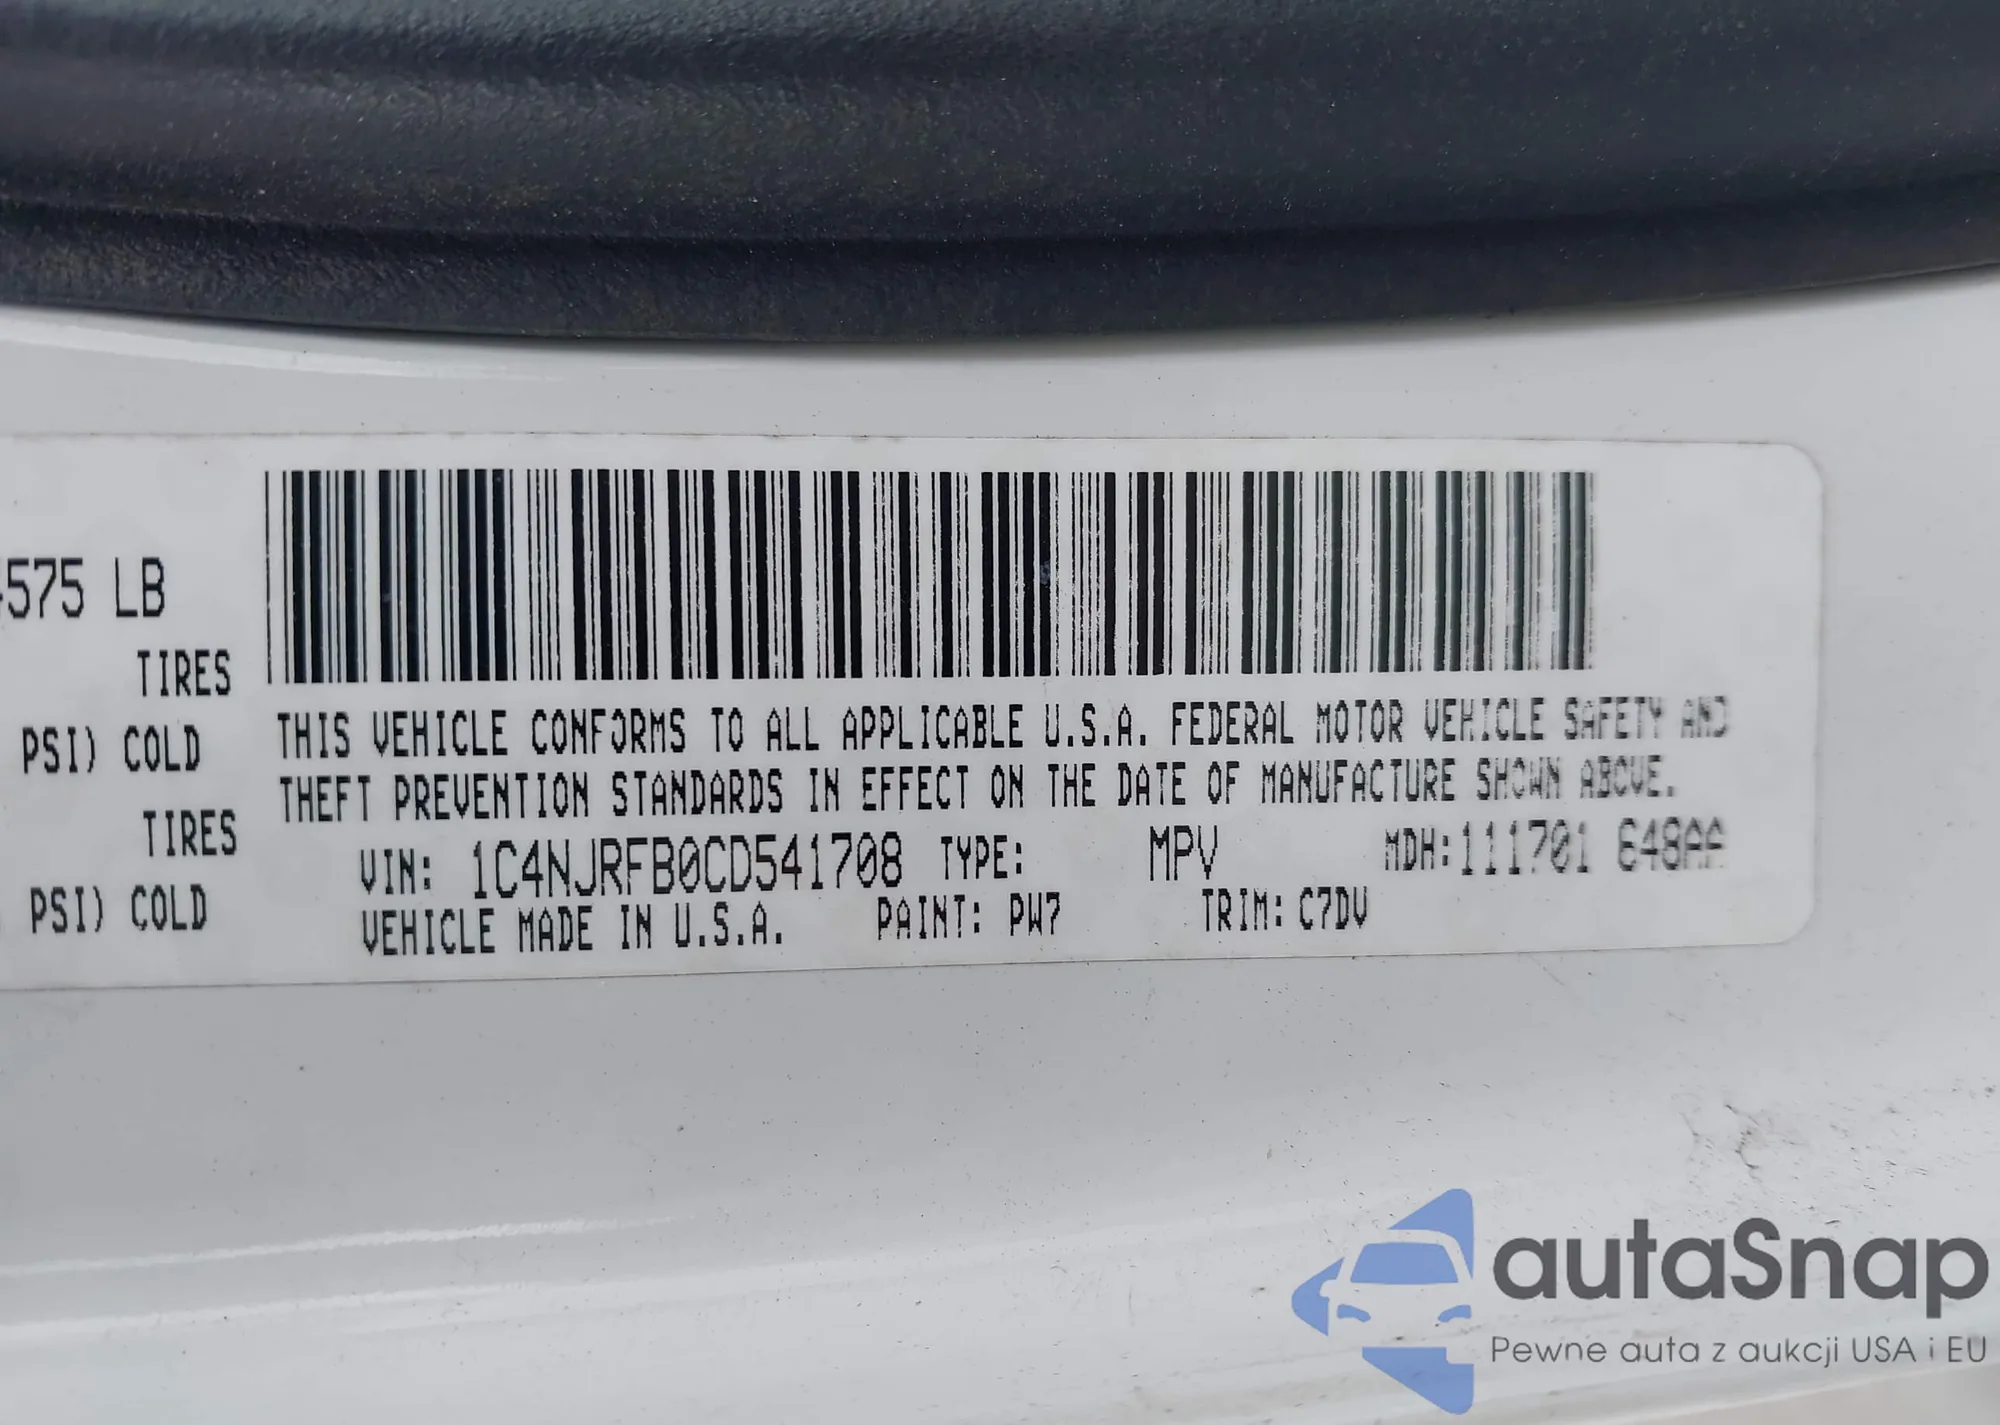 575 LB
TIRES
PSI) COLD
TIRES
PSI) COLD
THIS VEHICLE CONFORMS TO ALL APPLICABLE U.S.A. FEDERAL MOTOR VEHICLE SAFETY AND
THEFT PREVENTION STANDARDS IN EFFECT ON THE DATE OF MANUFACTURE SHOWN ABOVE.
VIN: 1C4NJRFB0CD541708 TYPE: MPV MDH:111701 648AA
VEHICLE MADE IN U.S.A. PAINT: PW7 TRIM: C7DV
autaSnap
Pewne auta z aukcji USA i EU